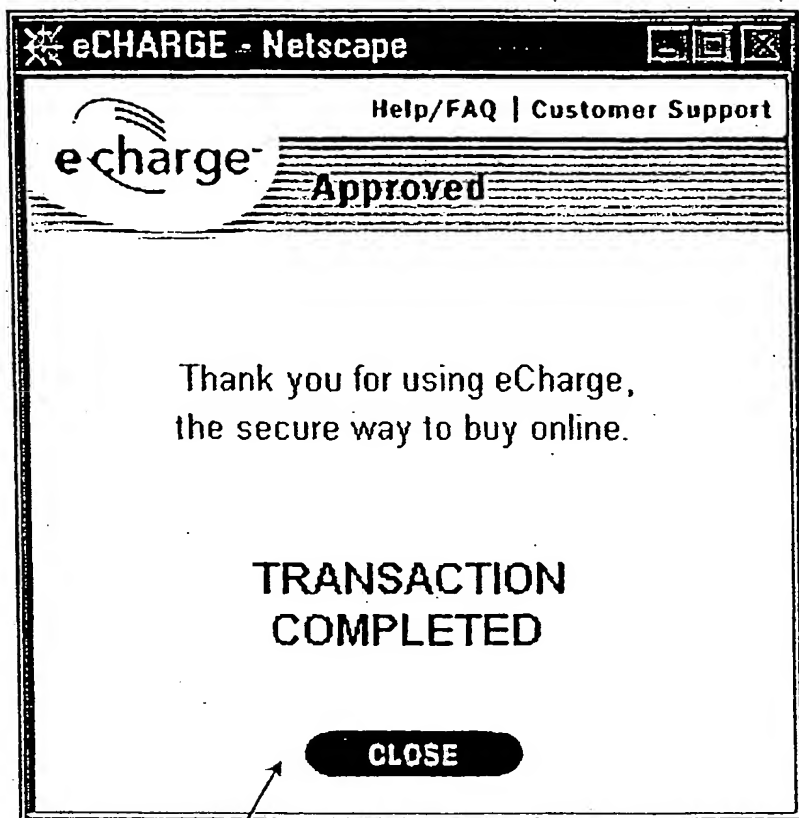 eCHARGE - Netscape
Help/FAQ | Customer Support
echarge
Approved
Thank you for using eCharge,
the secure way to buy online.
TRANSACTION
COMPLETED
CLOSE